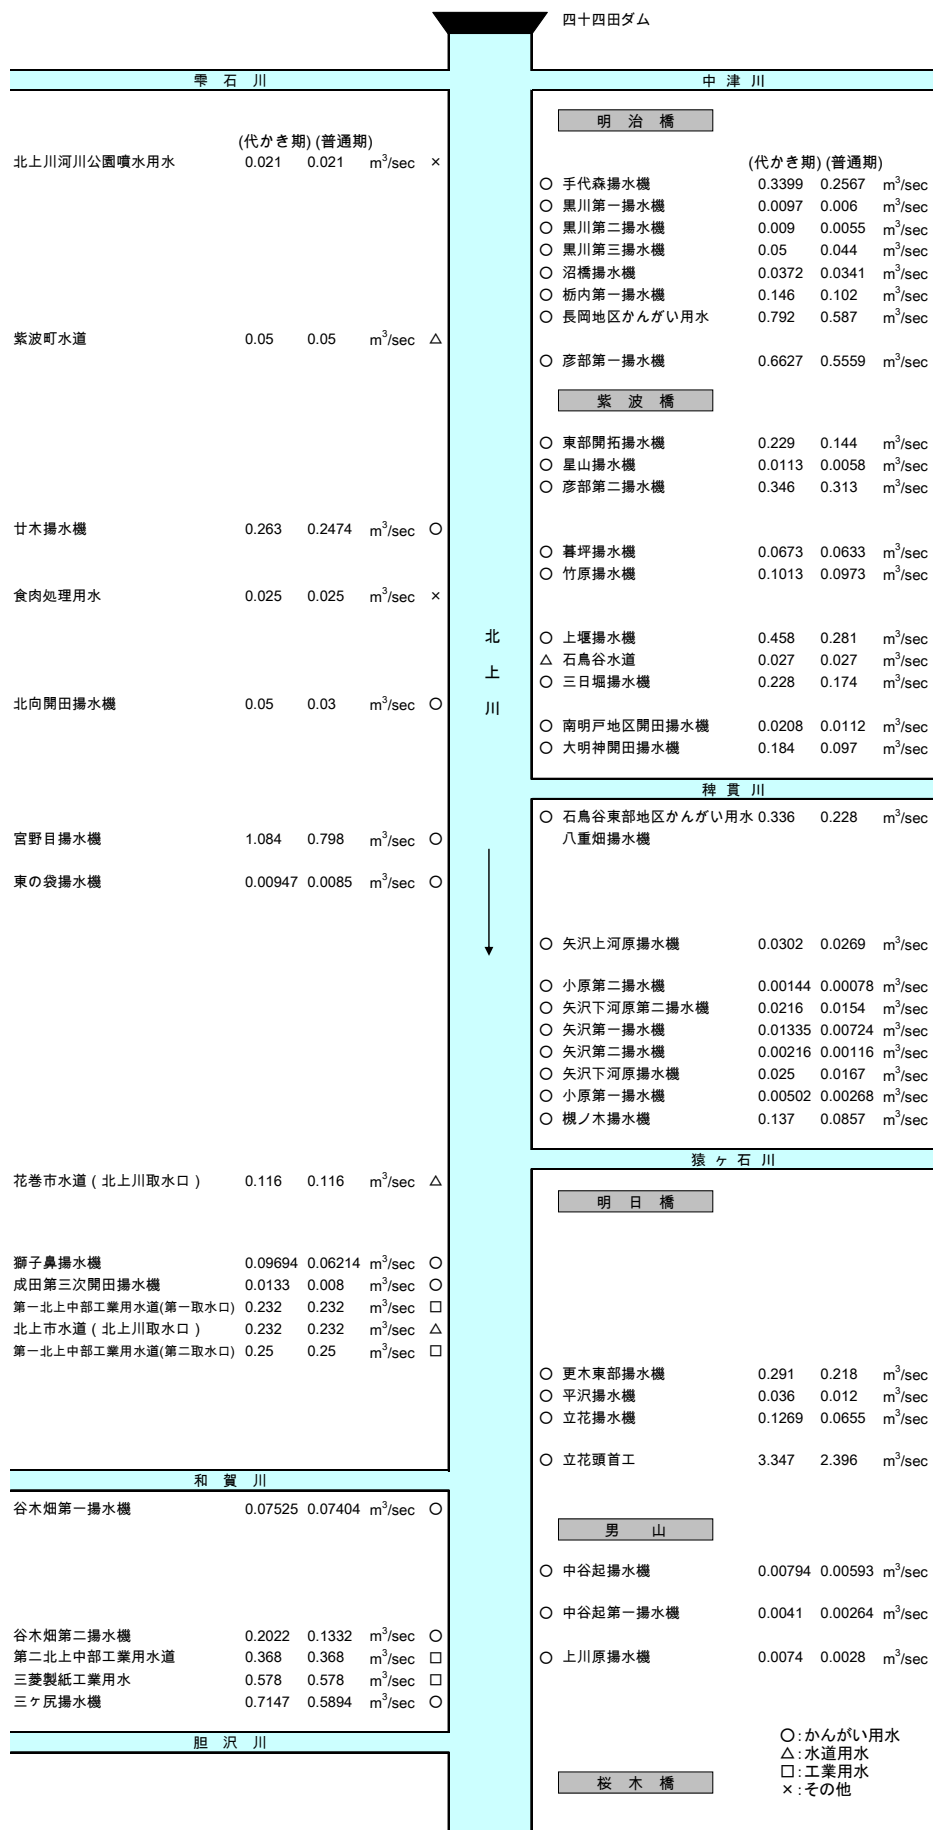 四十四田ダム
雫石川
中津川
明治橋
(代かき期) (普通期)
北上川河川公園噴水用水 0.021 0.021 m³/sec ×
紫波町水道 0.05 0.05 m³/sec △
廿木揚水機 0.263 0.2474 m³/sec ○
食肉処理用水 0.025 0.025 m³/sec ×
北向開田揚水機 0.05 0.03 m³/sec ○
宮野目揚水機 1.084 0.798 m³/sec ○
東の袋揚水機 0.00947 0.0085 m³/sec ○
花巻市水道(北上川取水口) 0.116 0.116 m³/sec △
獅子鼻揚水機 0.09694 0.06214 m³/sec ○
成田第三次開田揚水機 0.0133 0.008 m³/sec ○
第一北上中部工業用水道(第一取水口) 0.232 0.232 m³/sec □
北上市水道(北上川取水口) 0.232 0.232 m³/sec △
第一北上中部工業用水道(第二取水口) 0.25 0.25 m³/sec □
和賀川
谷木畑第一揚水機 0.07525 0.07404 m³/sec ○
谷木畑第二揚水機 0.2022 0.1332 m³/sec ○
第二北上中部工業用水道 0.368 0.368 m³/sec □
三菱製紙工業用水 0.578 0.578 m³/sec □
三ヶ尻揚水機 0.7147 0.5894 m³/sec ○
胆沢川
北上川
(代かき期) (普通期)
○ 手代森揚水機 0.3399 0.2567 m³/sec
○ 黒川第一揚水機 0.0097 0.006 m³/sec
○ 黒川第二揚水機 0.009 0.0055 m³/sec
○ 黒川第三揚水機 0.05 0.044 m³/sec
○ 沼橋揚水機 0.0372 0.0341 m³/sec
○ 栃内第一揚水機 0.146 0.102 m³/sec
○ 長岡地区かんがい用水 0.792 0.587 m³/sec
○ 彦部第一揚水機 0.6627 0.5559 m³/sec
紫波橋
○ 東部開拓揚水機 0.229 0.144 m³/sec
○ 星山揚水機 0.0113 0.0058 m³/sec
○ 彦部第二揚水機 0.346 0.313 m³/sec
○ 暮坪揚水機 0.0673 0.0633 m³/sec
○ 竹原揚水機 0.1013 0.0973 m³/sec
○ 上堰揚水機 0.458 0.281 m³/sec
△ 石鳥谷水道 0.027 0.027 m³/sec
○ 三日堀揚水機 0.228 0.174 m³/sec
○ 南明戸地区開田揚水機 0.0208 0.0112 m³/sec
○ 大明神開田揚水機 0.184 0.097 m³/sec
稗貫川
○ 石鳥谷東部地区かんがい用水 0.336 0.228 m³/sec
八重畑揚水機
○ 矢沢上河原揚水機 0.0302 0.0269 m³/sec
○ 小原第二揚水機 0.00144 0.00078 m³/sec
○ 矢沢下河原第二揚水機 0.0216 0.0154 m³/sec
○ 矢沢第一揚水機 0.01335 0.00724 m³/sec
○ 矢沢第二揚水機 0.00216 0.00116 m³/sec
○ 矢沢下河原揚水機 0.025 0.0167 m³/sec
○ 小原第一揚水機 0.00502 0.00268 m³/sec
○ 槻ノ木揚水機 0.137 0.0857 m³/sec
猿ヶ石川
明日橋
○ 更木東部揚水機 0.291 0.218 m³/sec
○ 平沢揚水機 0.036 0.012 m³/sec
○ 立花揚水機 0.1269 0.0655 m³/sec
○ 立花頭首工 3.347 2.396 m³/sec
男山
○ 中谷起揚水機 0.00794 0.00593 m³/sec
○ 中谷起第一揚水機 0.0041 0.00264 m³/sec
○ 上川原揚水機 0.0074 0.0028 m³/sec
○:かんがい用水
△:水道用水
□:工業用水
×:その他
桜木橋